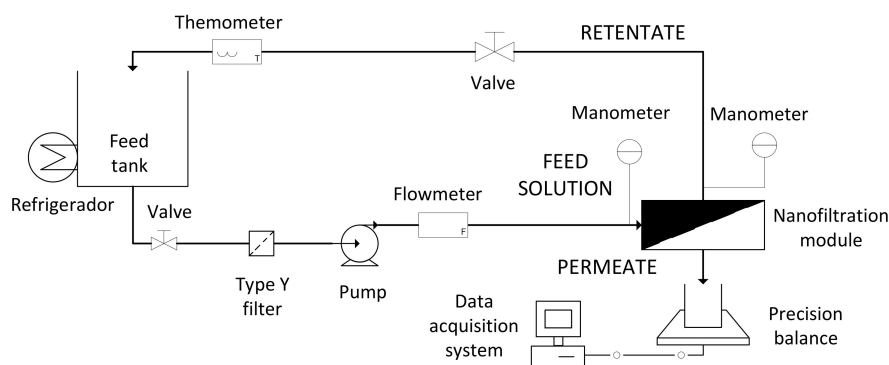 Themometer
RETENTATE
T
Valve
Manometer
Manometer
Feed
tank
FEED
SOLUTION
Flowmeter
Refrigerador
Valve
F
Nanofiltration
module
PERMEATE
Type Y
filter
Pump
Data
acquisition
system
Precision
balance